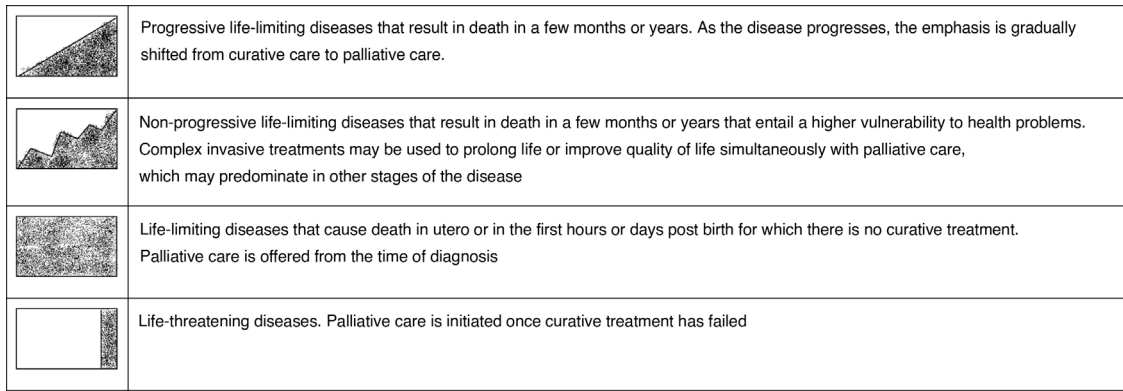 Progressive life-limiting diseases that result in death in a few months or years. As the disease progresses, the emphasis is gradually
shifted from curative care to palliative care.
Non-progressive life-limiting diseases that result in death in a few months or years that entail a higher vulnerability to health problems.
Complex invasive treatments may be used to prolong life or improve quality of life simultaneously with palliative care,
which may predominate in other stages of the disease
Life-limiting diseases that cause death in utero or in the first hours or days post birth for which there is no curative treatment.
Palliative care is offered from the time of diagnosis
Life-threatening diseases. Palliative care is initiated once curative treatment has failed